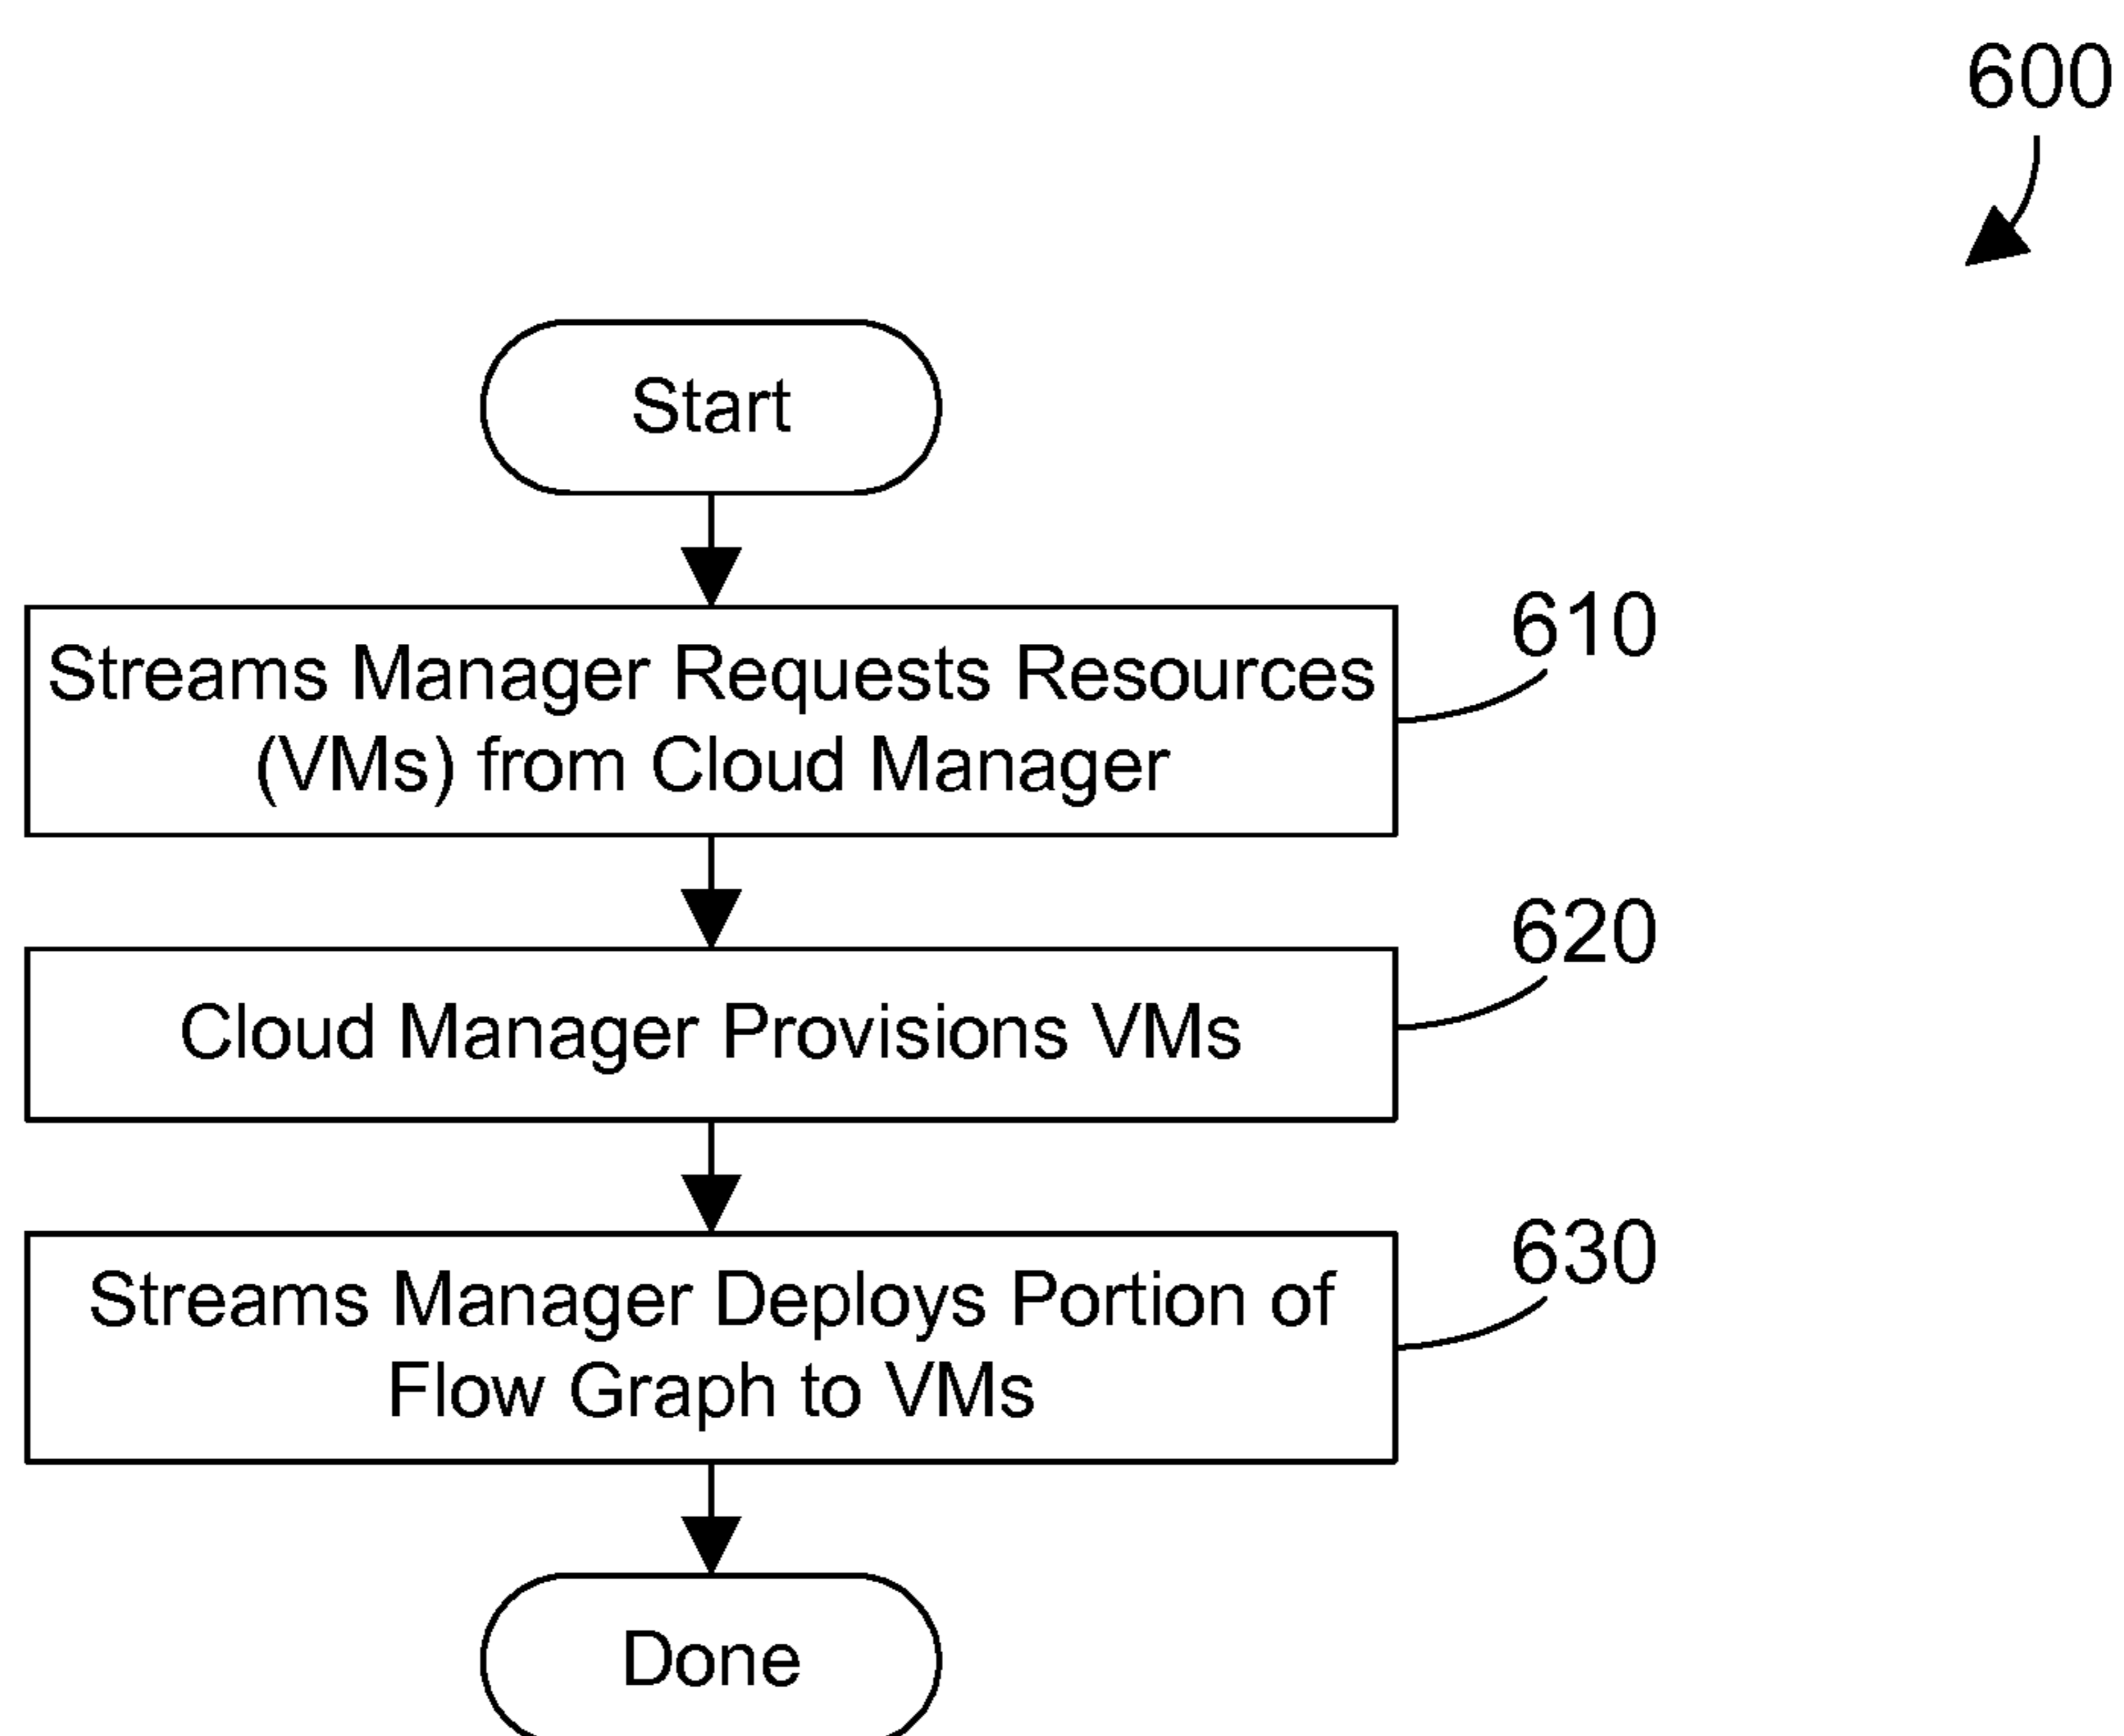 600
Start
Streams Manager Requests Resources
(VMs) from Cloud Manager
610
Cloud Manager Provisions VMs
620
Streams Manager Deploys Portion of
Flow Graph to VMs
630
Done